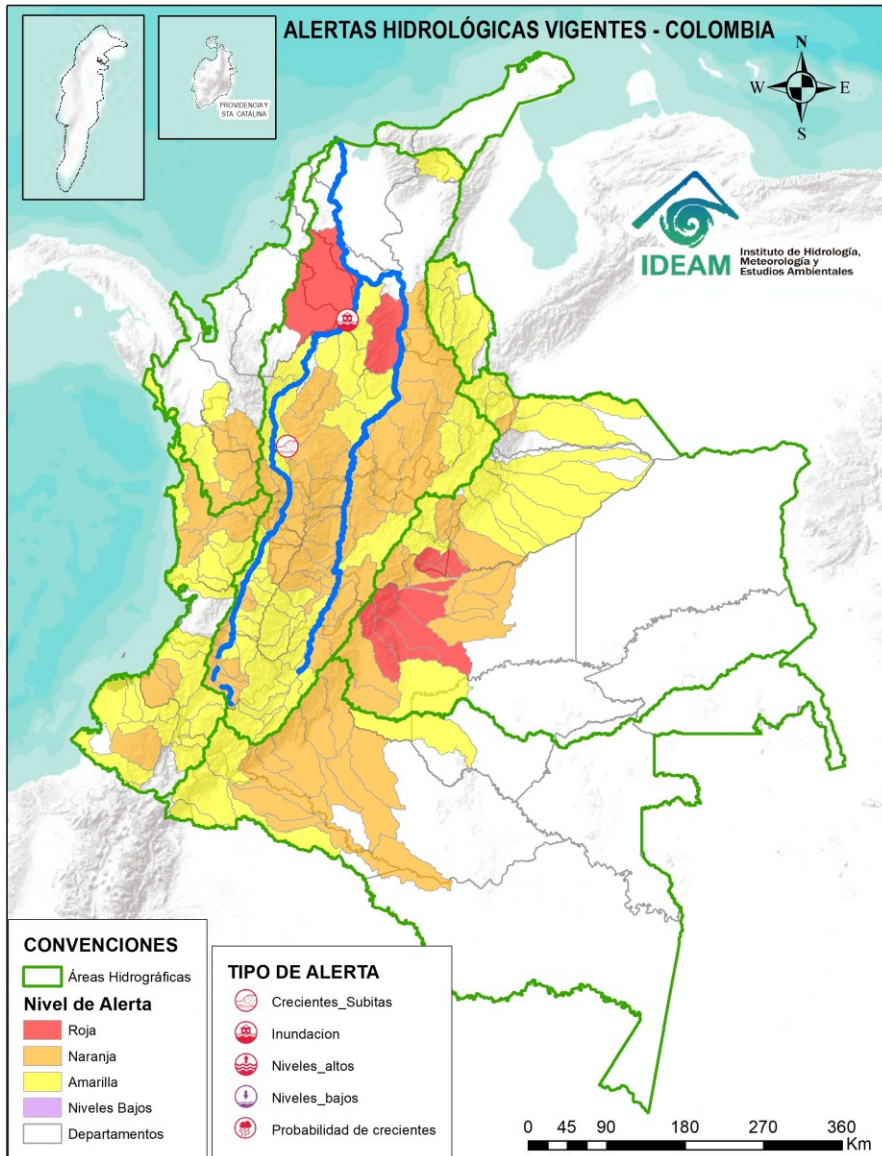 ALERTAS HIDROLÓGICAS VIGENTES - COLOMBIA
PROVIDENCIA Y
STA. CATALINA
N
W
E
S
IDEAM
Instituto de Hidrología,
Meteorología y
Estudios Ambientales
CONVENCIONES
Áreas Hidrográficas
Nivel de Alerta
Roja
Naranja
Amarilla
Niveles Bajos
Departamentos
TIPO DE ALERTA
Crecientes_Subitas
Inundacion
Niveles_altos
Niveles_bajos
Probabilidad de crecientes
0 45 90 180 270 360
Km